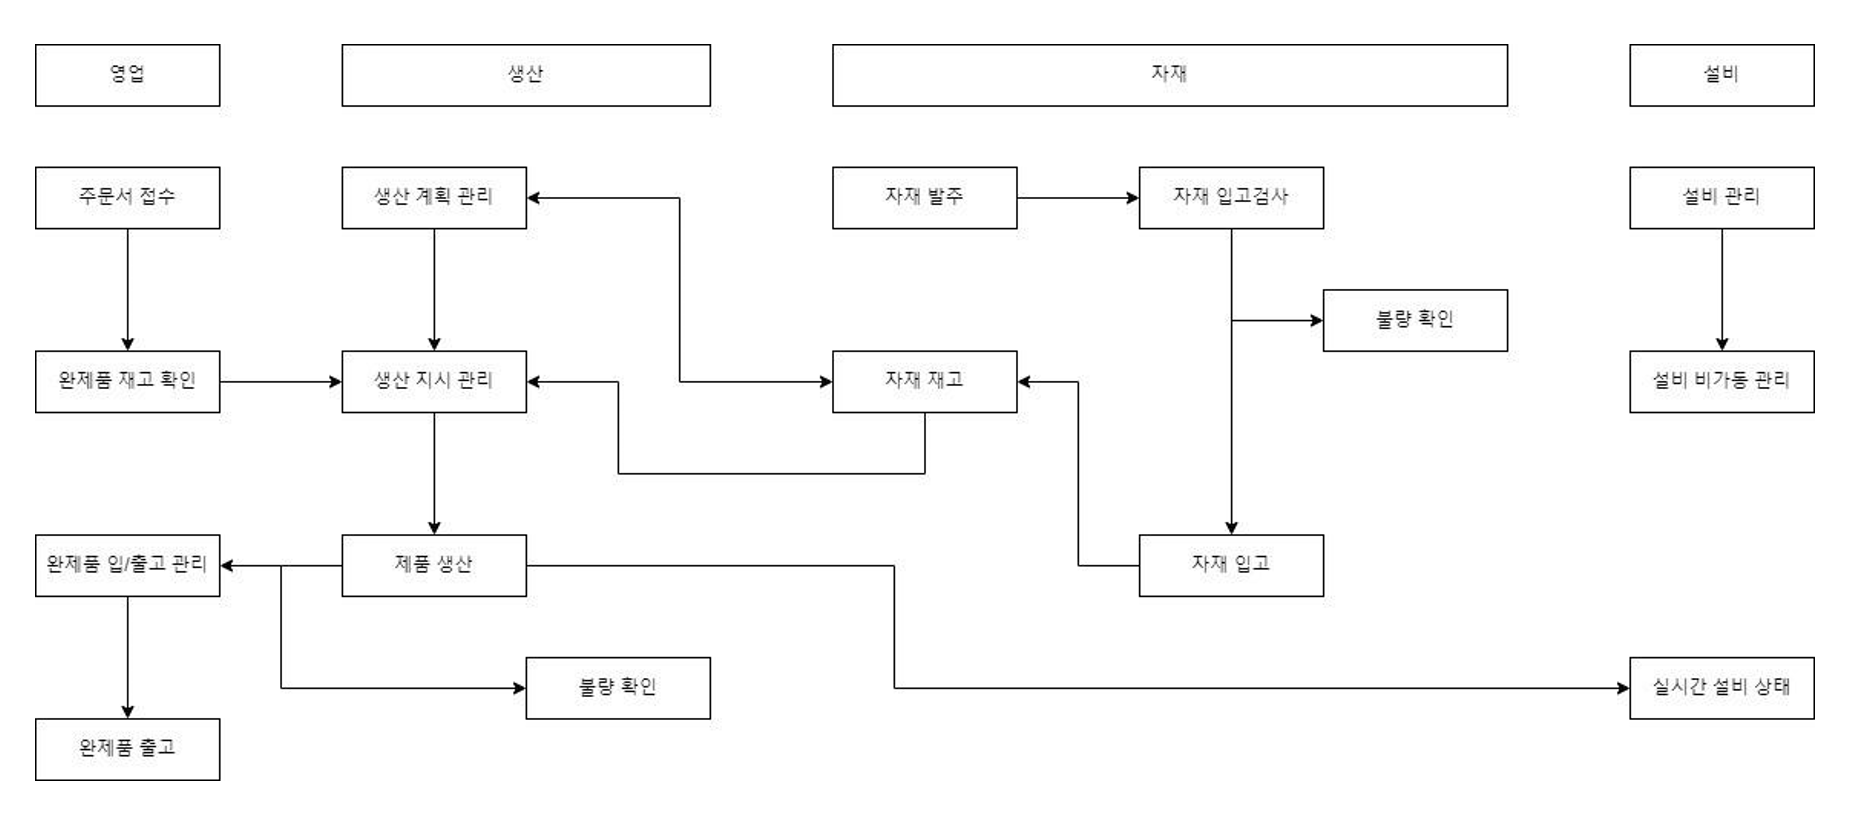 영업
생산
자재
설비
주문서 접수
생산 계획 관리
자재 발주
자재 입고검사
설비 관리
불량 확인
완제품 재고 확인
생산 지시 관리
자재 재고
설비 비가동 관리
완제품 입/출고 관리
제품 생산
자재 입고
불량 확인
실시간 설비 상태
완제품 출고